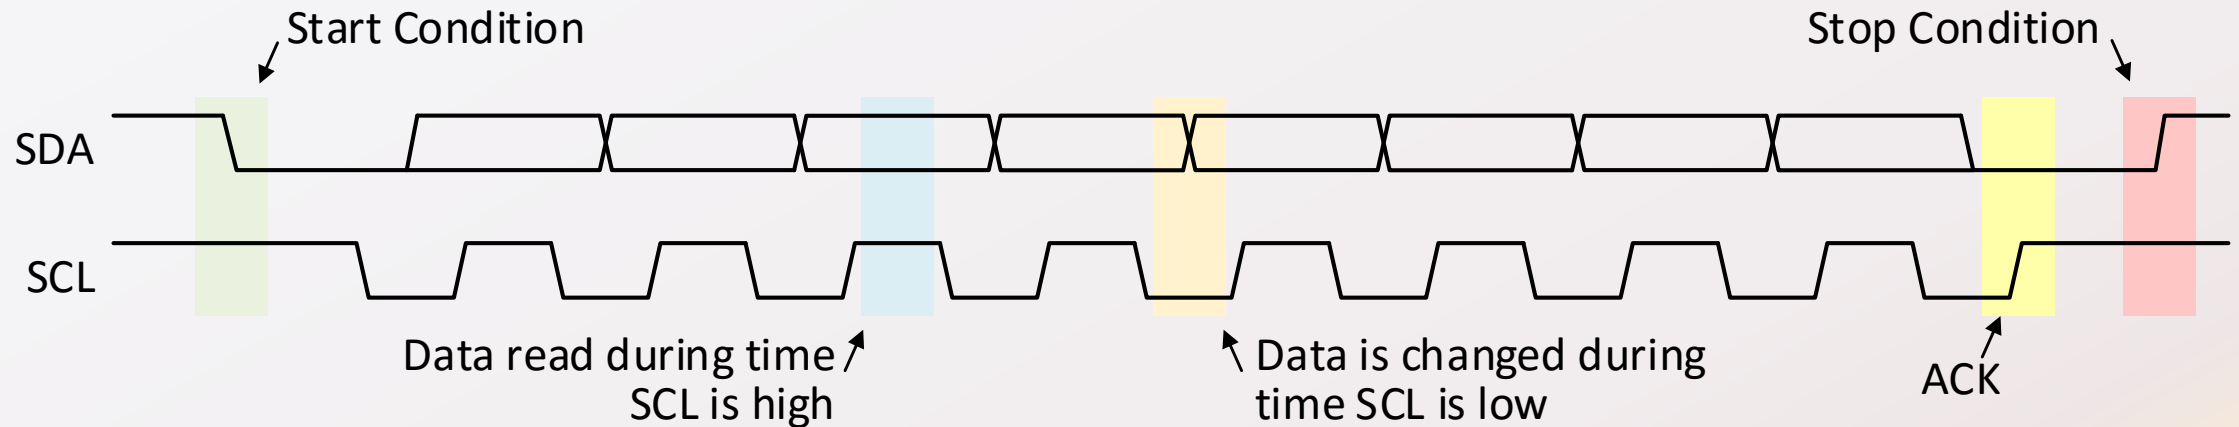 Start Condition
Stop Condition
SDA
SCL
Data read during time
SCL is high
Data is changed during
time SCL is low
ACK